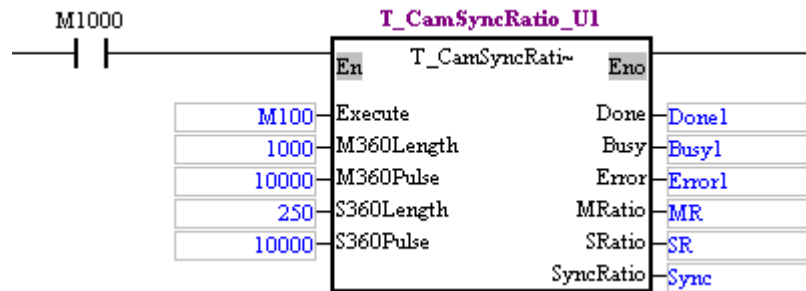 M1000 T_CamSyncRatio_U1
T_CamSyncRati~
En Eno
M100 Execute Done Done1
1000 M360Length Busy Busy1
10000 M360Pulse Error Error1
250 S360Length MRatio MR
10000 S360Pulse SRatio SR
SyncRatio Sync